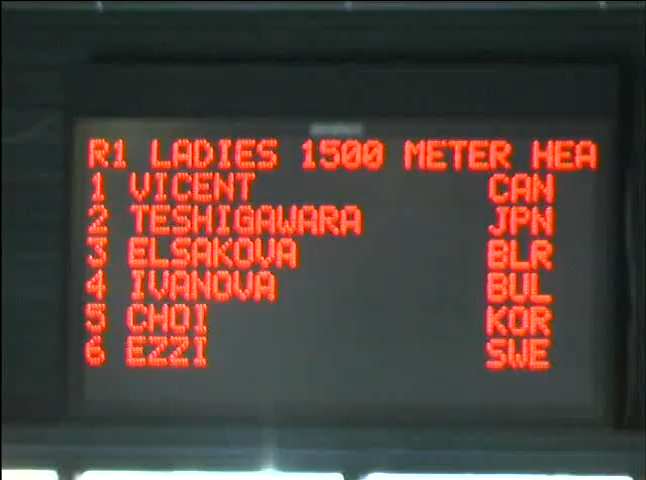 R1 LADIES 1500 METER HEA
1 VICENT CAN
2 TESHIGAWARA JPN
3 ELSAKOVA BLR
4 IVANOVA BUL
5 CHOI KOR
6 EZZI SWE